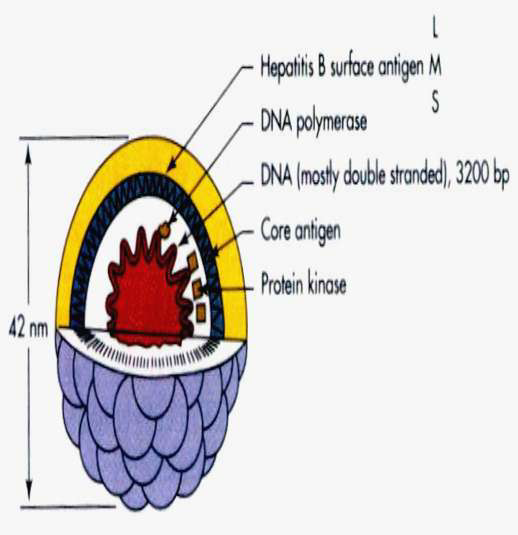 L
Hepatitis B surface antigen M
S
DNA polymerase
DNA (mostly double stranded), 3200 bp
Core antigen
Protein kinase
42 nm